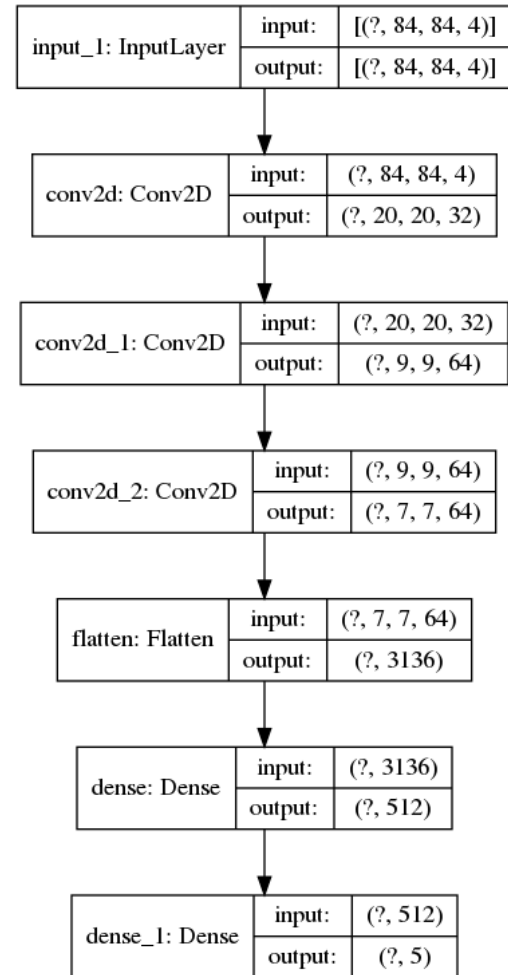 input_1: InputLayer
input: [(?, 84, 84, 4)]
output: [(?, 84, 84, 4)]
conv2d: Conv2D
input: (?, 84, 84, 4)
output: (?, 20, 20, 32)
conv2d_1: Conv2D
input: (?, 20, 20, 32)
output: (?, 9, 9, 64)
conv2d_2: Conv2D
input: (?, 9, 9, 64)
output: (?, 7, 7, 64)
flatten: Flatten
input: (?, 7, 7, 64)
output: (?, 3136)
dense: Dense
input: (?, 3136)
output: (?, 512)
dense_1: Dense
input: (?, 512)
output: (?, 5)